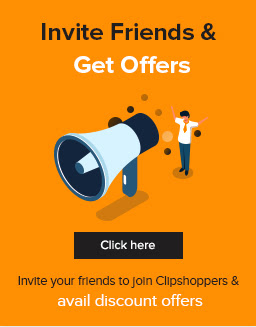 Invite Friends &
Get Offers
Click here
Invite your friends to join Clipshoppers &
avail discount offers